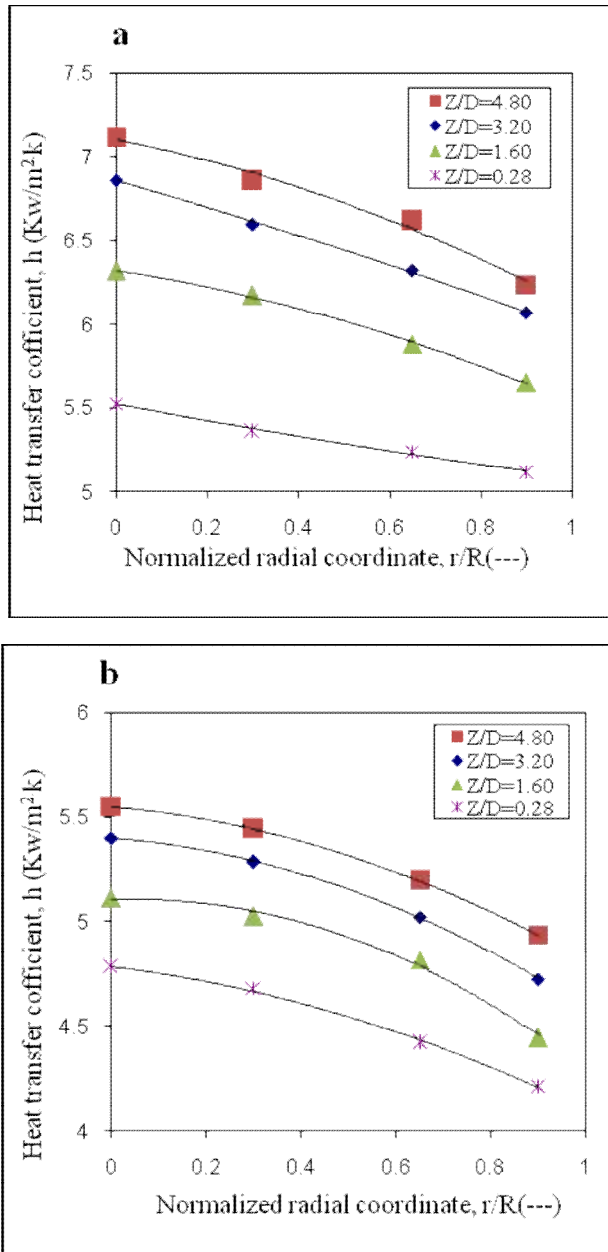 a
7.5
7
6.5
6
5.5
5
0 0.2 0.4 0.6 0.8 1
Heat transfer cofficient, h (Kw/m²k)
Normalized radial coordinate, r/R(---)
Z/D=4.80
Z/D=3.20
Z/D=1.60
Z/D=0.28
b
6
5.5
5
4.5
4
0 0.2 0.4 0.6 0.8 1
Heat transfer coefficient, h (Kw/m²k)
Normalized radial coordinate, r/R(---)
Z/D=4.80
Z/D=3.20
Z/D=1.60
Z/D=0.28